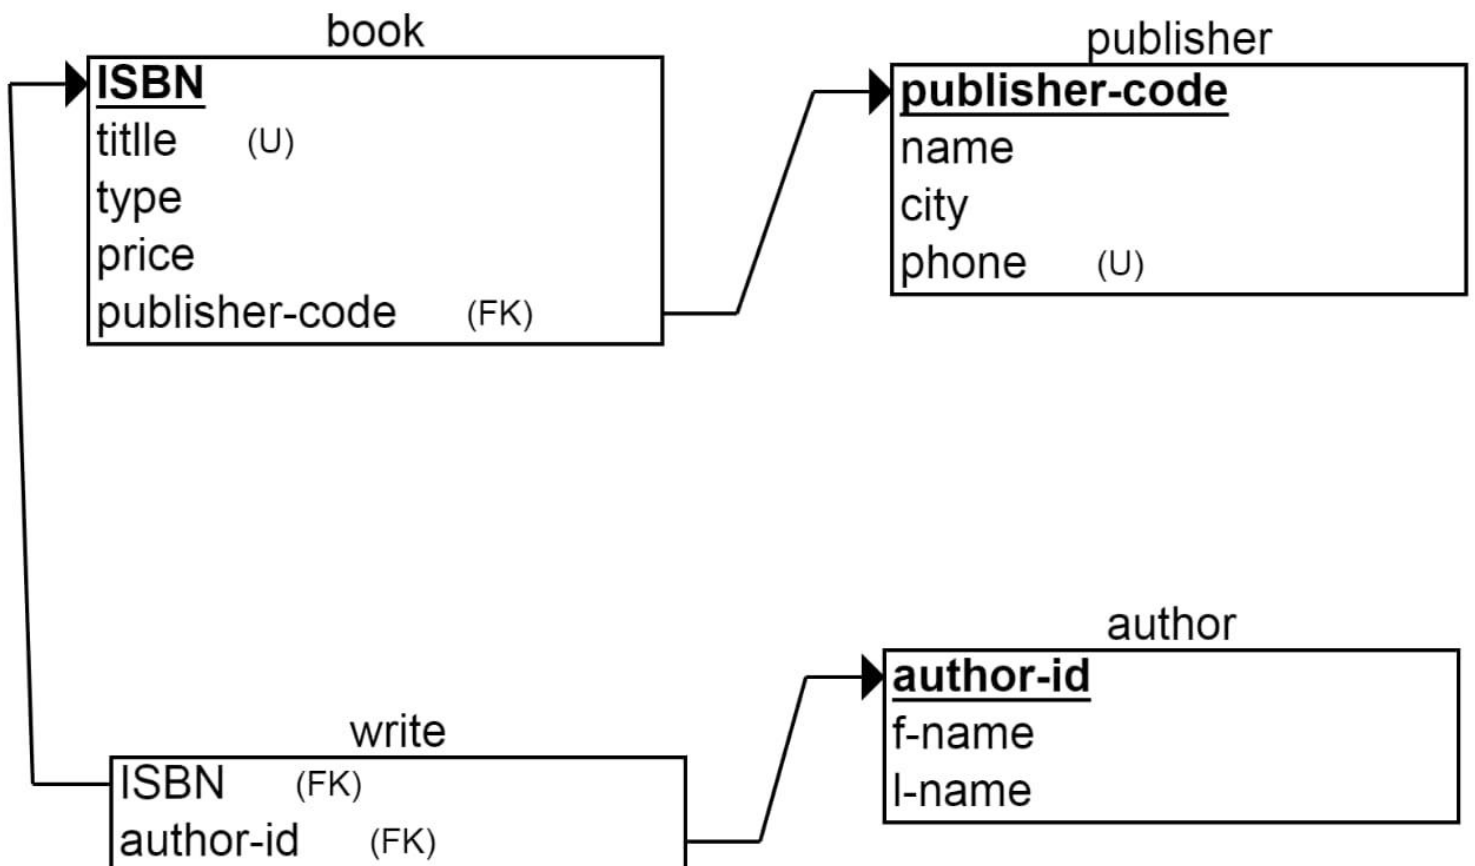 book
ISBN
titlle (U)
type
price
publisher-code (FK)
publisher
publisher-code
name
city
phone (U)
author
author-id
f-name
l-name
write
ISBN (FK)
author-id (FK)